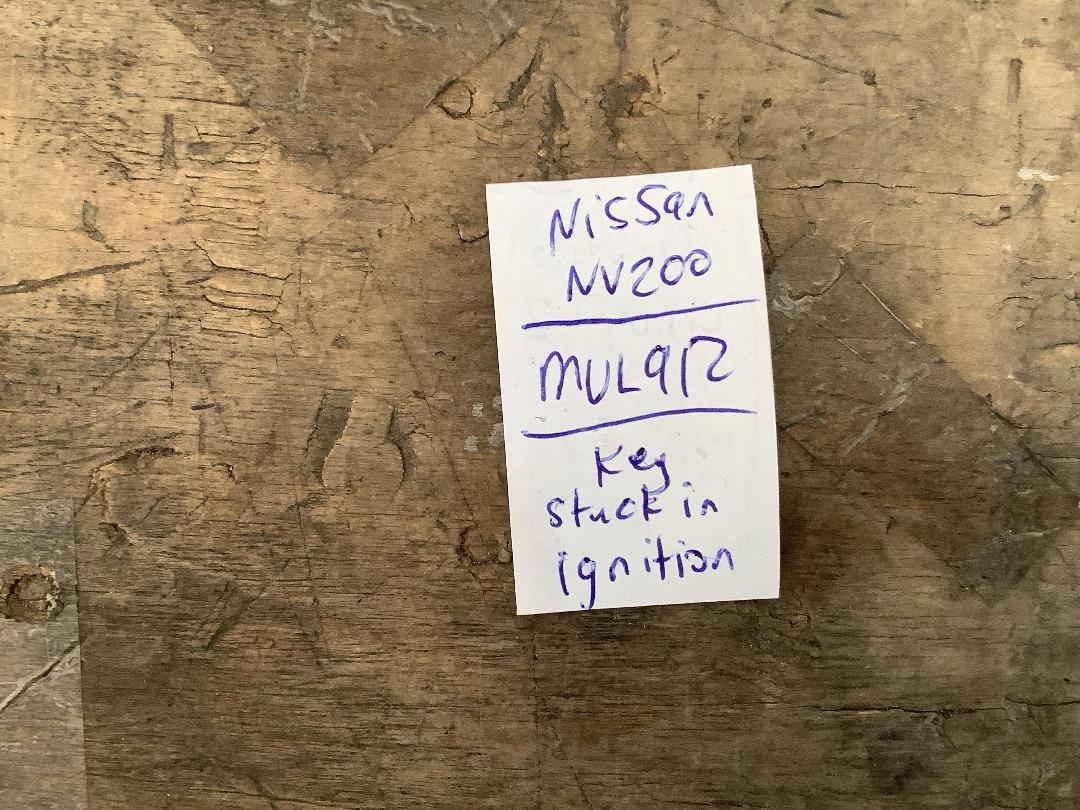 Nissan
NV200
MUL912
Key
stuck in
ignition